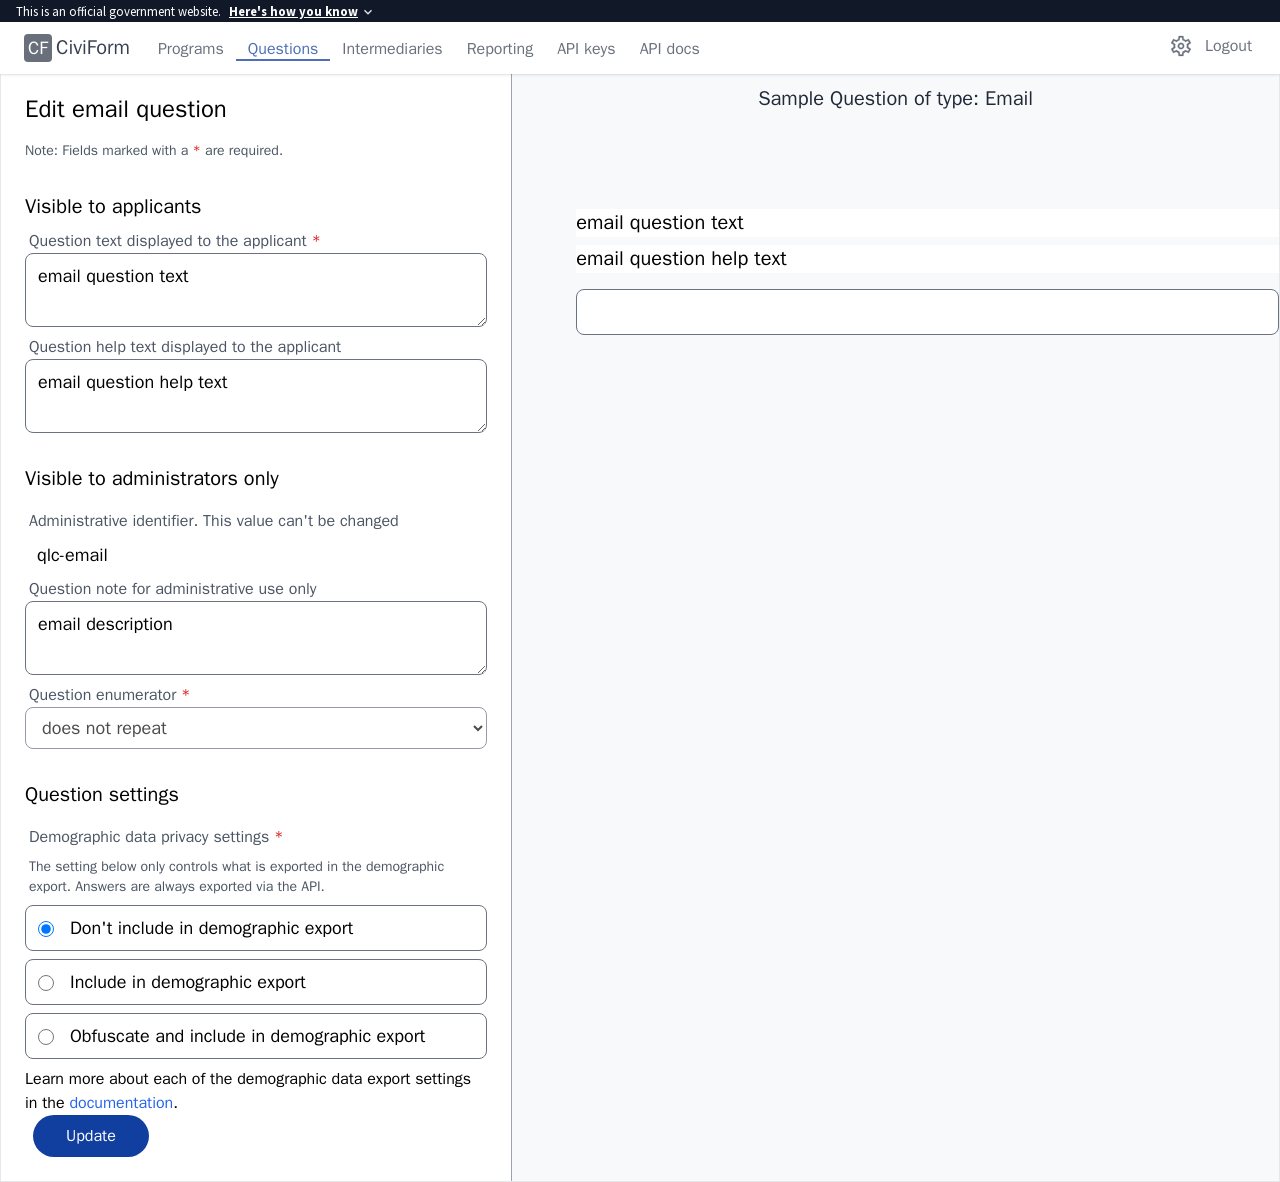 This is an official government website. Here's how you know
CF CiviForm Programs Questions Intermediaries Reporting API keys API docs Logout
Edit email question
Note: Fields marked with a * are required.
Visible to applicants
Question text displayed to the applicant *
email question text
Question help text displayed to the applicant
email question help text
Visible to administrators only
Administrative identifier. This value can't be changed
qlc-email
Question note for administrative use only
email description
Question enumerator *
does not repeat
Question settings
Demographic data privacy settings *
The setting below only controls what is exported in the demographic
export. Answers are always exported via the API.
Don't include in demographic export
Include in demographic export
Obfuscate and include in demographic export
Learn more about each of the demographic data export settings
in the documentation.
Update
Sample Question of type: Email
email question text
email question help text